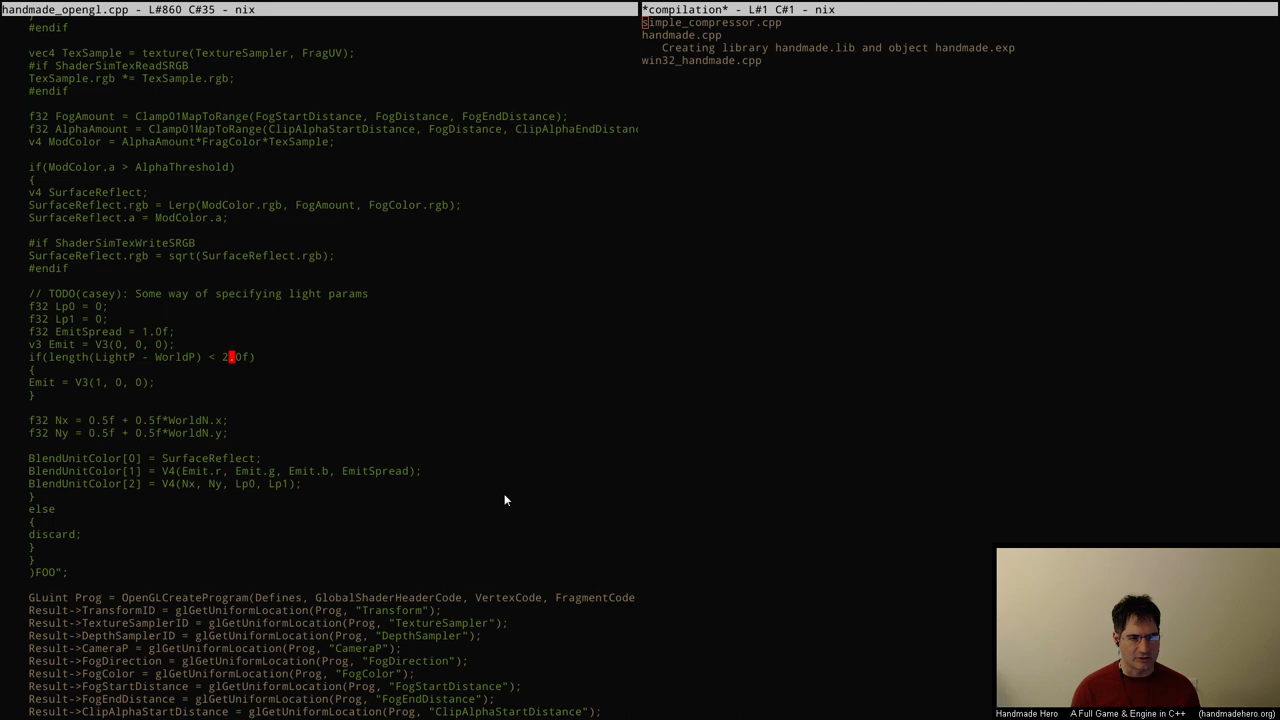 handmade_opengl.cpp - L#860 C#35 - nix
#endif
vec4 TexSample = texture(TextureSampler, FragUV);
#if ShaderSimTexReadSRGB
TexSample.rgb *= TexSample.rgb;
#endif
f32 FogAmount = Clamp01MapToRange(FogStartDistance, FogDistance, FogEndDistance);
f32 AlphaAmount = Clamp01MapToRange(ClipAlphaStartDistance, FogDistance, ClipAlphaEndDistanc
v4 ModColor = AlphaAmount*FragColor*TexSample;
if(ModColor.a > AlphaThreshold)
{
v4 SurfaceReflect;
SurfaceReflect.rgb = Lerp(ModColor.rgb, FogAmount, FogColor.rgb);
SurfaceReflect.a = ModColor.a;
#if ShaderSimTexWriteSRGB
SurfaceReflect.rgb = sqrt(SurfaceReflect.rgb);
#endif
// TODO(casey): Some way of specifying light params
f32 Lp0 = 0;
f32 Lp1 = 0;
f32 EmitSpread = 1.0f;
v3 Emit = V3(0, 0, 0);
if(length(LightP - WorldP) < 2.0f)
{
Emit = V3(1, 0, 0);
}
f32 Nx = 0.5f + 0.5f*WorldN.x;
f32 Ny = 0.5f + 0.5f*WorldN.y;
BlendUnitColor[0] = SurfaceReflect;
BlendUnitColor[1] = V4(Emit.r, Emit.g, Emit.b, EmitSpread);
BlendUnitColor[2] = V4(Nx, Ny, Lp0, Lp1);
}
else
{
discard;
}
}
)FOO";
GLuint Prog = OpenGLCreateProgram(Defines, GlobalShaderHeaderCode, VertexCode, FragmentCode
Result->TransformID = glGetUniformLocation(Prog, "Transform");
Result->TextureSamplerID = glGetUniformLocation(Prog, "TextureSampler");
Result->DepthSamplerID = glGetUniformLocation(Prog, "DepthSampler");
Result->CameraP = glGetUniformLocation(Prog, "CameraP");
Result->FogDirection = glGetUniformLocation(Prog, "FogDirection");
Result->FogColor = glGetUniformLocation(Prog, "FogColor");
Result->FogStartDistance = glGetUniformLocation(Prog, "FogStartDistance");
Result->FogEndDistance = glGetUniformLocation(Prog, "FogEndDistance");
Result->ClipAlphaStartDistance = glGetUniformLocation(Prog, "ClipAlphaStartDistance");
*compilation* - L#1 C#1 - nix
simple_compressor.cpp
handmade.cpp
Creating library handmade.lib and object handmade.exp
win32_handmade.cpp
Handmade Hero A Full Game & Engine in C++ (handmadehero.org)